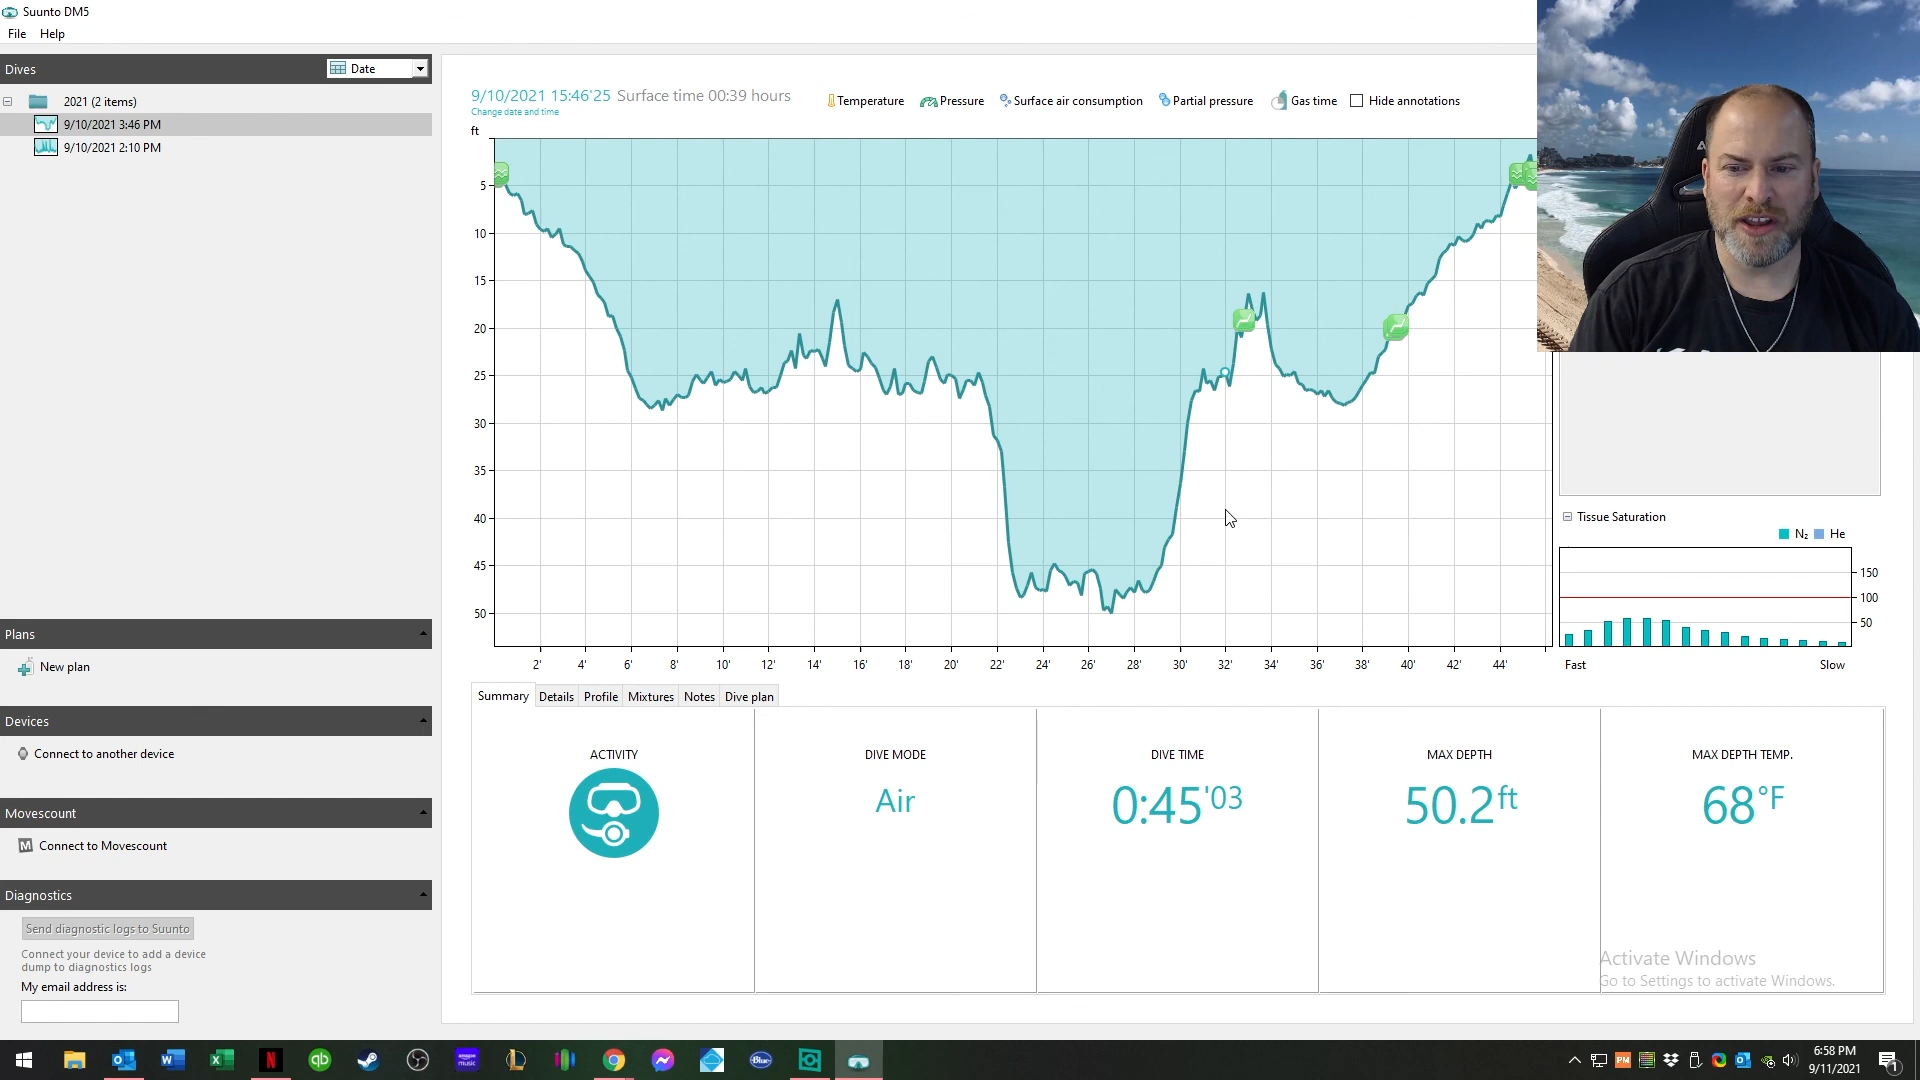 Suunto DM5
File Help
Dives Date
2021 (2 items)
9/10/2021 3:46 PM
9/10/2021 2:10 PM
9/10/2021 15:46'25 Surface time 00:39 hours
Change date and time
Temperature Pressure Surface air consumption Partial pressure Gas time Hide annotations
ft
5
10
15
20
25
30
35
40
45
50
2' 4' 6' 8' 10' 12' 14' 16' 18' 20' 22' 24' 26' 28' 30' 32' 34' 36' 38' 40' 42' 44'
Tissue Saturation
N₂ He
150
100
50
Fast Slow
Plans
New plan
Devices
Connect to another device
Movescount
M Connect to Movescount
Diagnostics
Send diagnostic logs to Suunto
Connect your device to add a device
dump to diagnostics logs
My email address is:
Summary Details Profile Mixtures Notes Dive plan
ACTIVITY DIVE MODE DIVE TIME MAX DEPTH MAX DEPTH TEMP.
Air 0:45'03 50.2 ft 68°F
Activate Windows
Go to Settings to activate Windows.
6:58 PM
9/11/2021